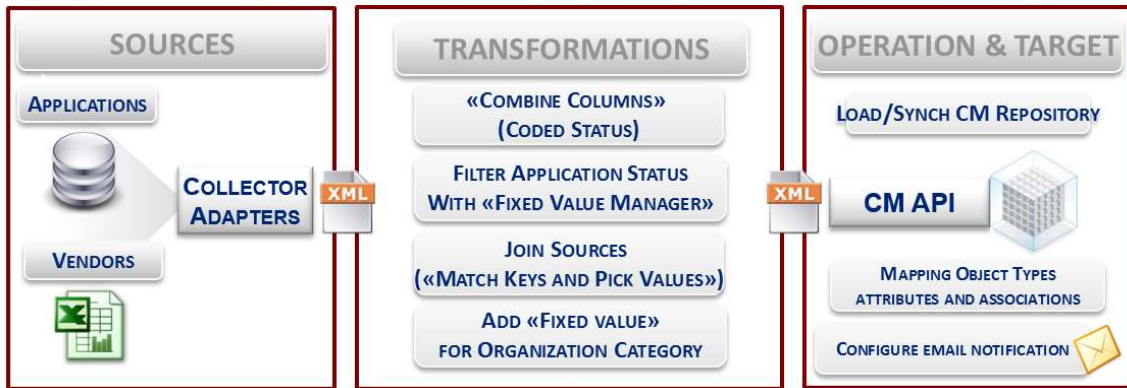 SOURCES
APPLICATIONS
COLLECTOR
ADAPTERS
XML
VENDORS
X
TRANSFORMATIONS
«COMBINE COLUMNS»
(CODED STATUS)
FILTER APPLICATION STATUS
WITH «FIXED VALUE MANAGER»
JOIN SOURCES
(«MATCH KEYS AND PICK VALUES»)
ADD «FIXED VALUE»
FOR ORGANIZATION CATEGORY
OPERATION & TARGET
LOAD/SYNCH CM REPOSITORY
XML
CM API
MAPPING OBJECT TYPES
ATTRIBUTES AND ASSOCIATIONS
CONFIGURE EMAIL NOTIFICATION